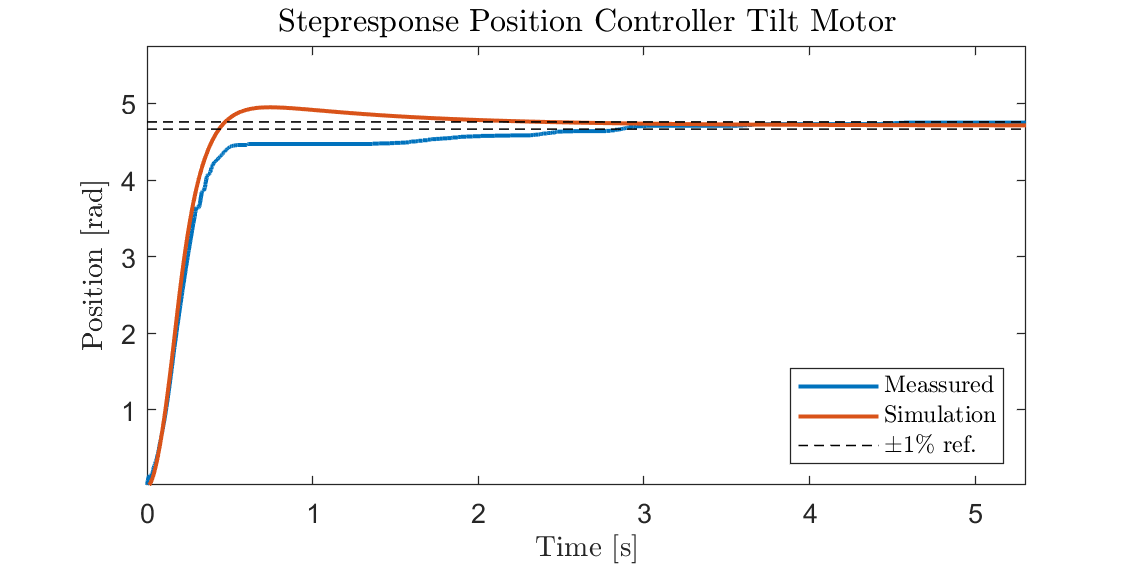 Stepresponse Position Controller Tilt Motor
Position [rad]
5
4
3
2
1
0
1
2
3
4
5
Time [s]
Meassured
Simulation
±1% ref.